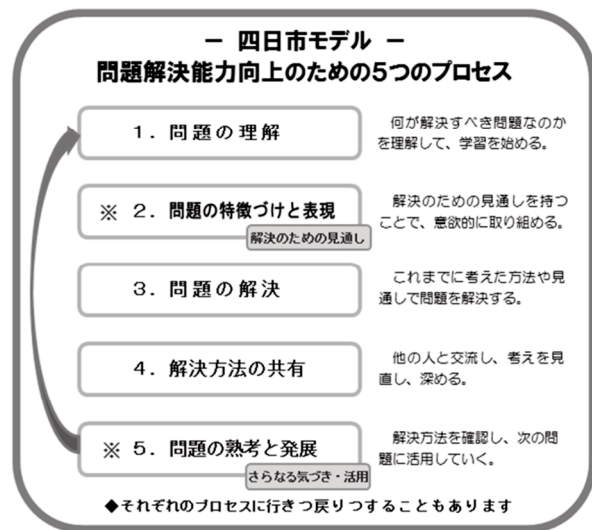 － 四日市モデル －
問題解決能力向上のための5つのプロセス
1．問題の理解
何が解決すべき問題なのか
を理解して、学習を始める。
※ 2．問題の特徴づけと表現
解決のための見通し
解決のための見通しを持つ
ことで、意欲的に取り組める。
3．問題の解決
これまでに考えた方法や見
通しで問題を解決する。
4．解決方法の共有
他の人と交流し、考えを見
直し、深める。
※ 5．問題の熟考と発展
さらなる気づき・活用
解決方法を確認し、次の問
題に活用していく。
◆それぞれのプロセスに行きつ戻りつすることもあります